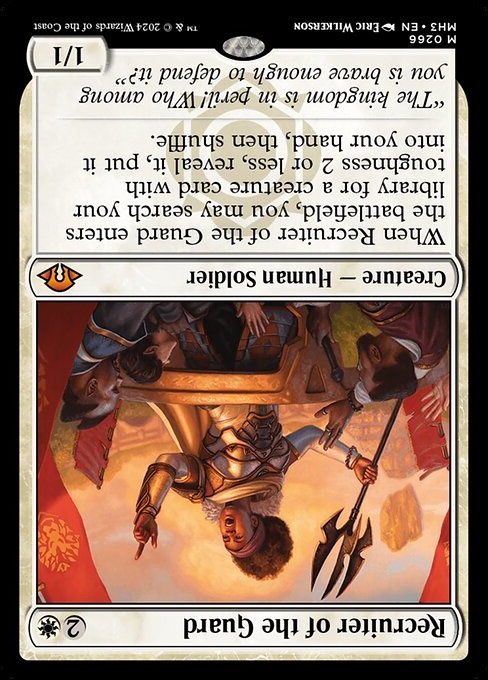 Recruiter of the Guard 2
Creature — Human Soldier
When Recruiter of the Guard enters
the battlefield, you may search your
library for a creature card with
toughness 2 or less, reveal it, put it
into your hand, then shuffle.
“The kingdom is in peril! Who among
you is brave enough to defend it?”
1/1
M 0266
MH3 • EN ERIC WILKERSON
™ & © 2024 Wizards of the Coast